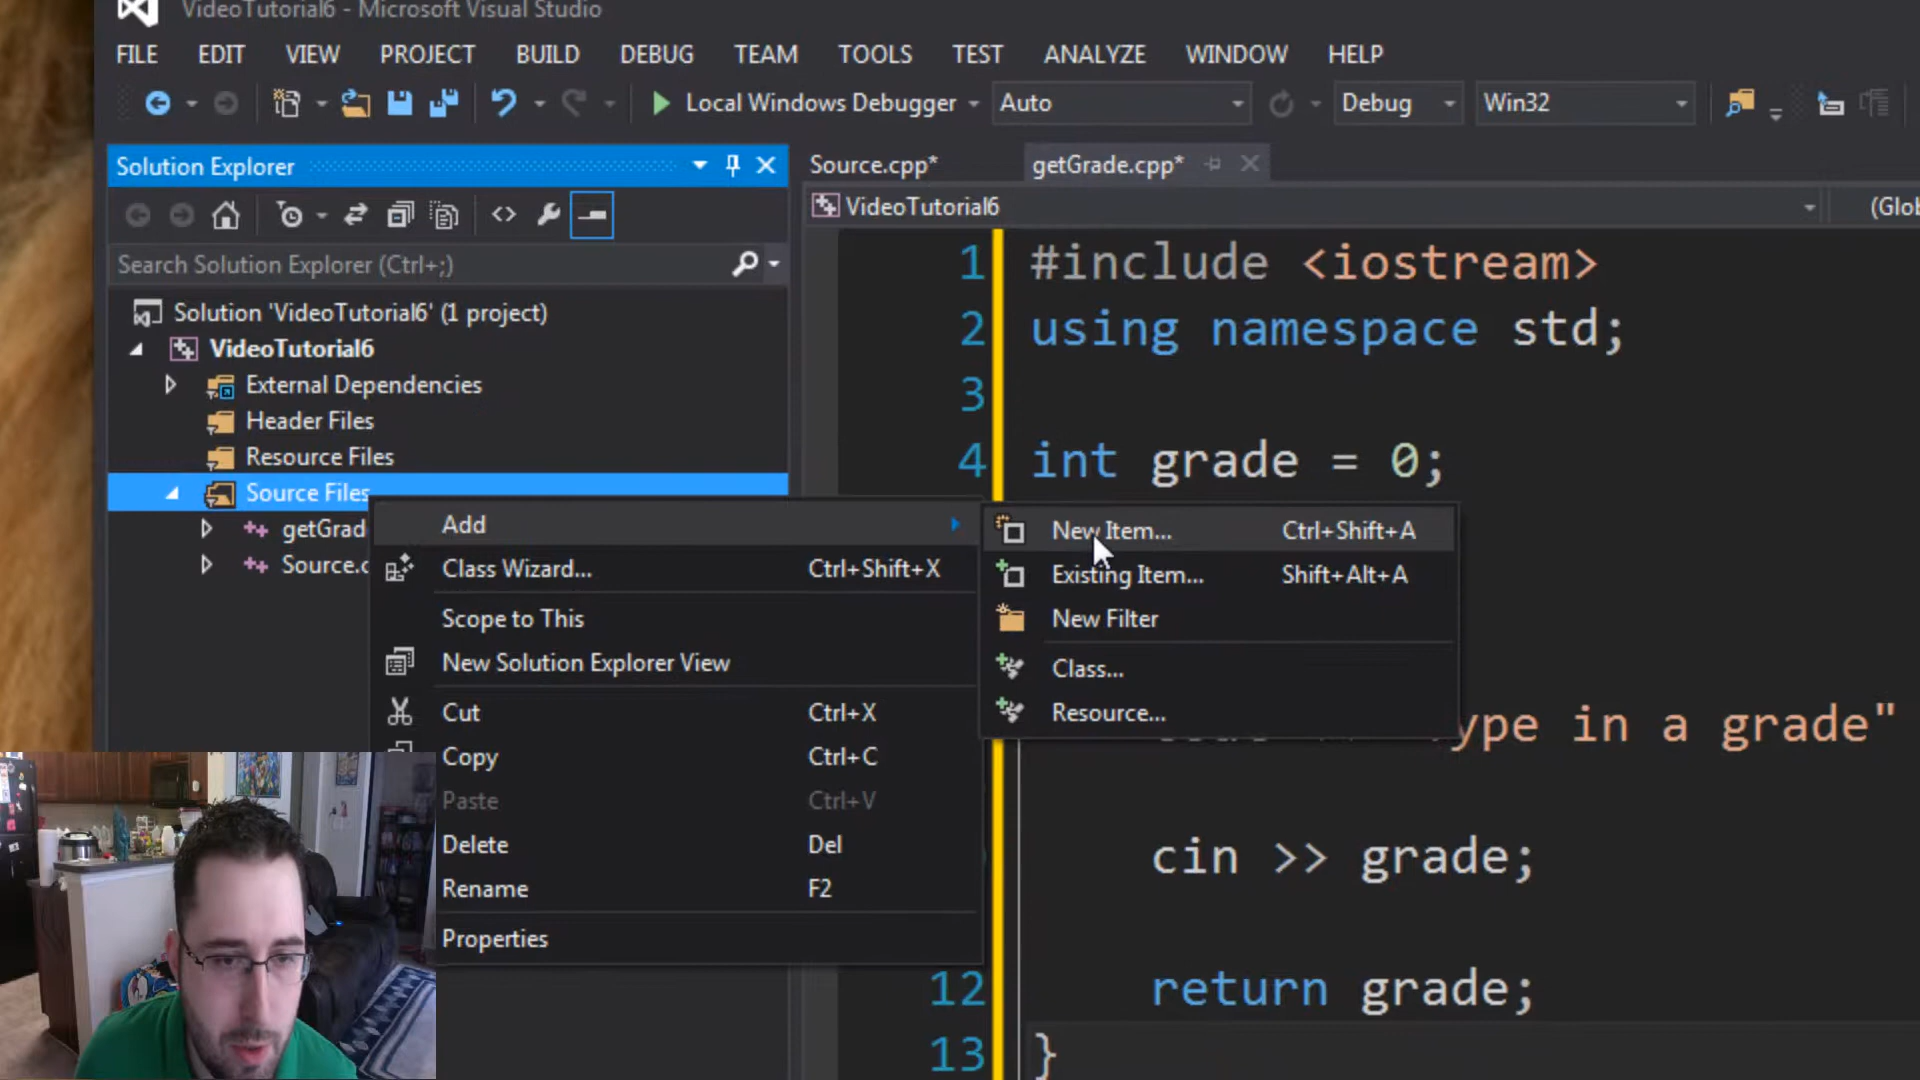 VideoTutorial6 - Microsoft Visual Studio
FILE EDIT VIEW PROJECT BUILD DEBUG TEAM TOOLS TEST ANALYZE WINDOW HELP
Local Windows Debugger Auto Debug Win32
Solution Explorer
Source.cpp* getGrade.cpp*
VideoTutorial6
Search Solution Explorer (Ctrl+;)
Solution 'VideoTutorial6' (1 project)
VideoTutorial6
External Dependencies
Header Files
Resource Files
Source Files
getGrad
Source.c
Add
Class Wizard... Ctrl+Shift+X
Scope to This
New Solution Explorer View
Cut Ctrl+X
Copy Ctrl+C
Paste Ctrl+V
Delete Del
Rename F2
Properties
New Item... Ctrl+Shift+A
Existing Item... Shift+Alt+A
New Filter
Class...
Resource...
1 #include <iostream>
2 using namespace std;
3
4 int grade = 0;
ype in a grade"
cin >> grade;
12 return grade;
13 }